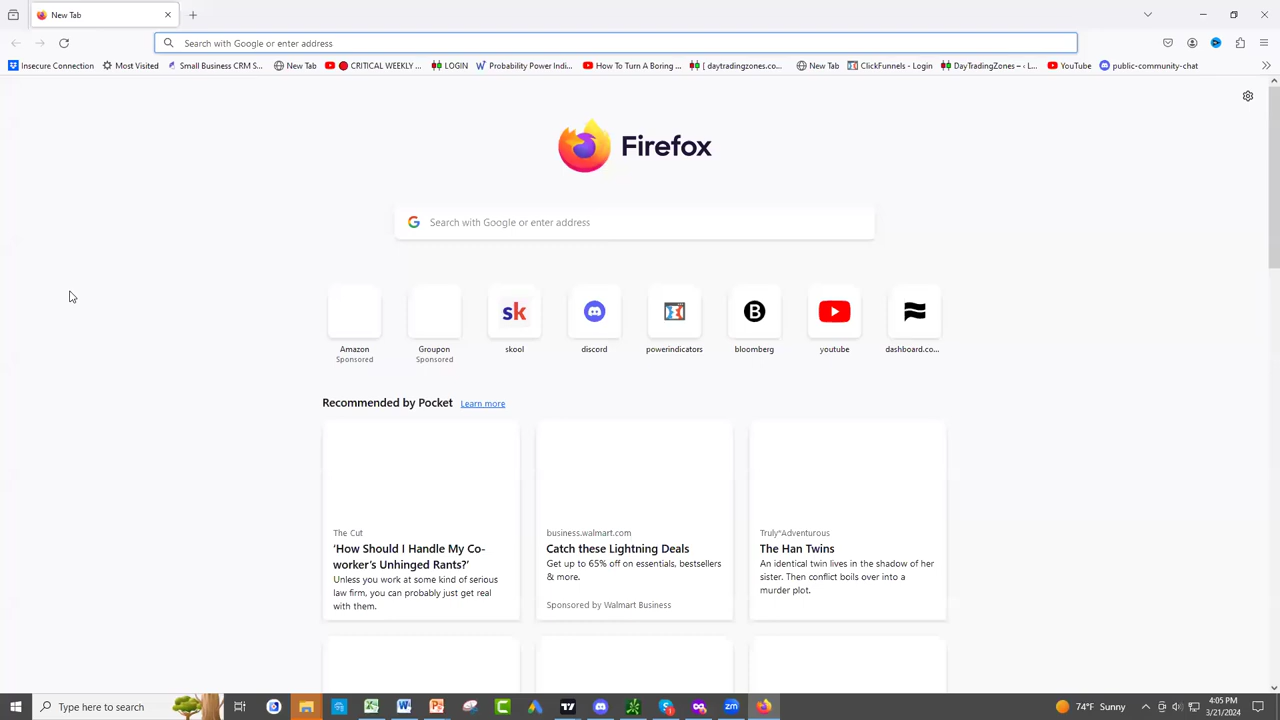 New Tab
Search with Google or enter address
Insecure Connection
Most Visited
Small Business CRM S...
New Tab
CRITICAL WEEKLY ...
LOGIN
Probability Power Indi...
How To Turn A Boring ...
[ daytradingzones.co...
New Tab
ClickFunnels - Login
DayTradingZones – ‹ L...
YouTube
public-community-chat
Firefox
Search with Google or enter address
sk
B
Amazon
Sponsored
Groupon
Sponsored
skool
discord
powerindicators
bloomberg
youtube
dashboard.co...
Recommended by Pocket Learn more
The Cut
'How Should I Handle My Co-
worker's Unhinged Rants?'
Unless you work at some kind of serious
law firm, you can probably just get real
with them.
business.walmart.com
Catch these Lightning Deals
Get up to 65% off on essentials, bestsellers
& more.
Sponsored by Walmart Business
Truly*Adventurous
The Han Twins
An identical twin lives in the shadow of her
sister. Then conflict boils over into a
murder plot.
Type here to search
74°F Sunny
4:05 PM
3/21/2024